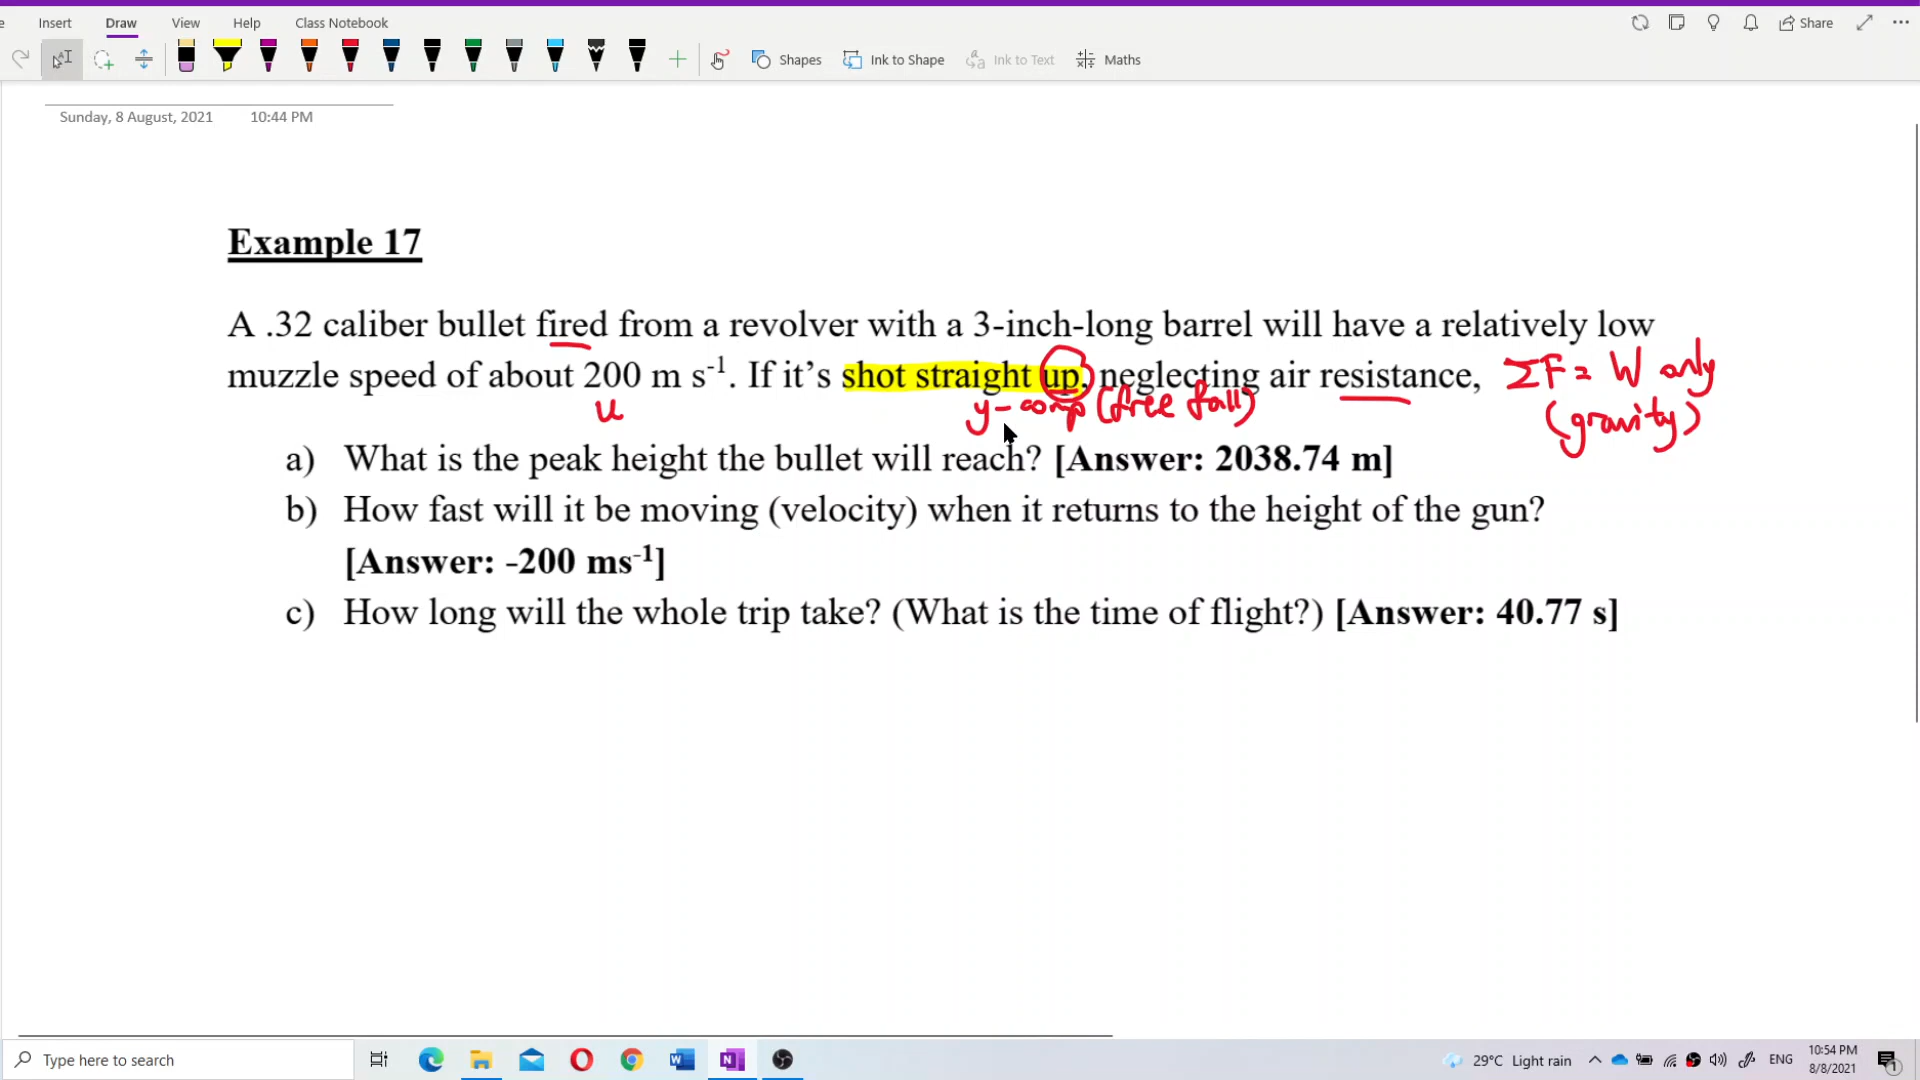 Insert Draw View Help Class Notebook Share
Shapes Ink to Shape Ink to Text Maths
Sunday, 8 August, 2021 10:44 PM
Example 17
A .32 caliber bullet fired from a revolver with a 3-inch-long barrel will have a relatively low
muzzle speed of about 200 m s-1. If it's shot straight up, neglecting air resistance, ΣF = W only
u y-comp (free fall) (gravity)
a) What is the peak height the bullet will reach? [Answer: 2038.74 m]
b) How fast will it be moving (velocity) when it returns to the height of the gun?
[Answer: -200 ms-1]
c) How long will the whole trip take? (What is the time of flight?) [Answer: 40.77 s]
Type here to search 29°C Light rain ENG 10:54 PM
8/8/2021